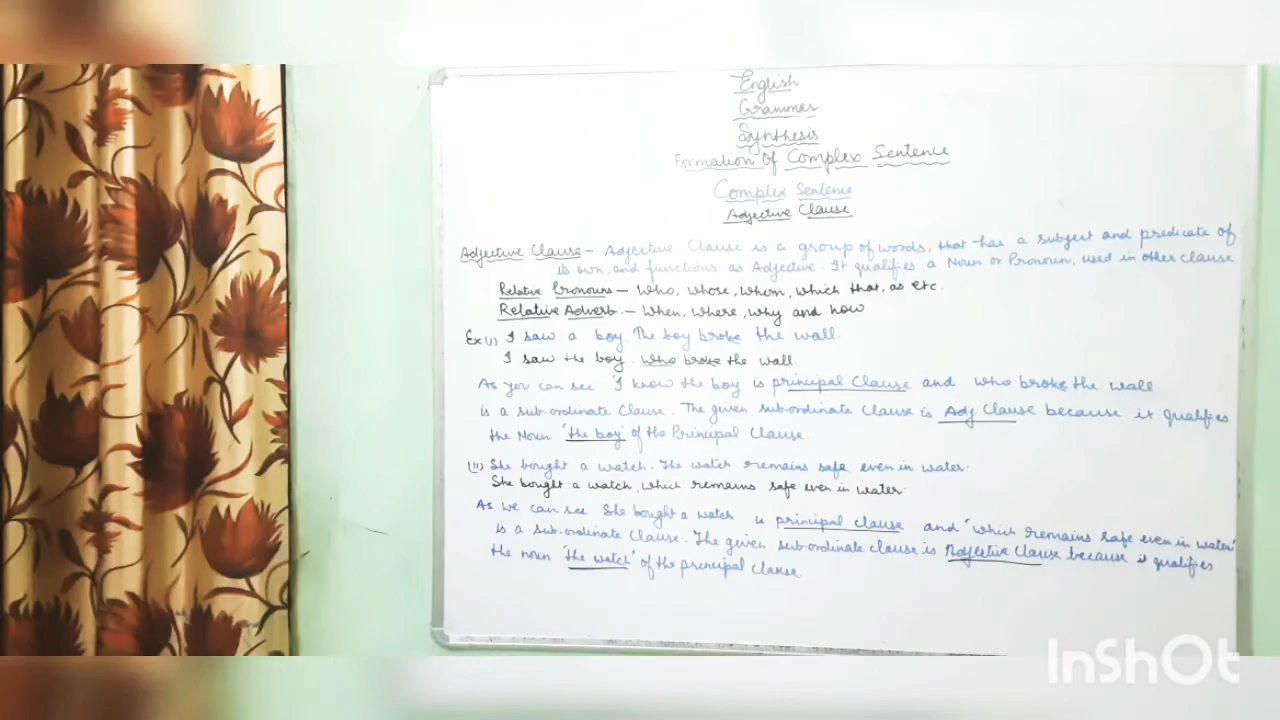 English
Grammar
Synthesis
Formation of Complex Sentence
Complex Sentence
Adjective Clause
Adjective Clause - Adjective Clause is a group of words, that has a subject and predicate of
its own, and functions as Adjective. It qualifies a Noun or Pronoun, used in other clause
Relative Pronouns - Who, whose, whom, which that, as etc.
Relative Adverb. - When, where, why and how
Ex (i) I saw a boy. The boy broke the wall.
I saw the boy, who broke the wall.
As you can see 'I know the boy is principal Clause and who broke the wall
is a sub-ordinate Clause. The given sub-ordinate Clause is Adj Clause because it qualifies
the Noun 'the boy' of the Principal Clause.
(ii) She bought a watch. The watch remains safe even in water.
She bought a watch, which remains safe even in water.
As we can see She bought a watch is principal clause and 'which remains safe even in water'
is a sub-ordinate Clause. The given sub-ordinate clause is Adjective Clause because it qualifies
the noun 'the watch' of the principal clause.
InShOt